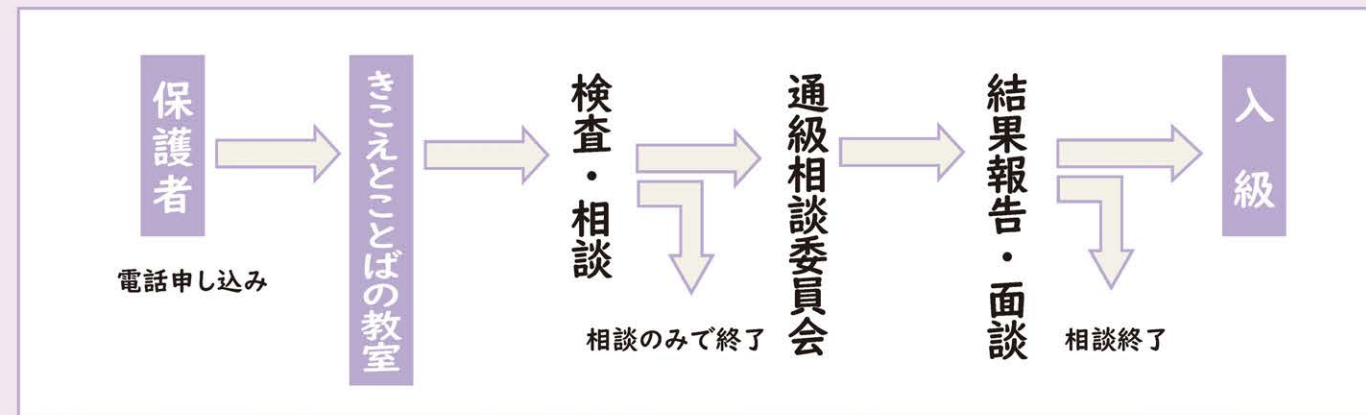 保護者
電話申し込み
きこえとことばの教室
検査・相談
相談のみで終了
通級相談委員会
結果報告・面談
相談終了
入級